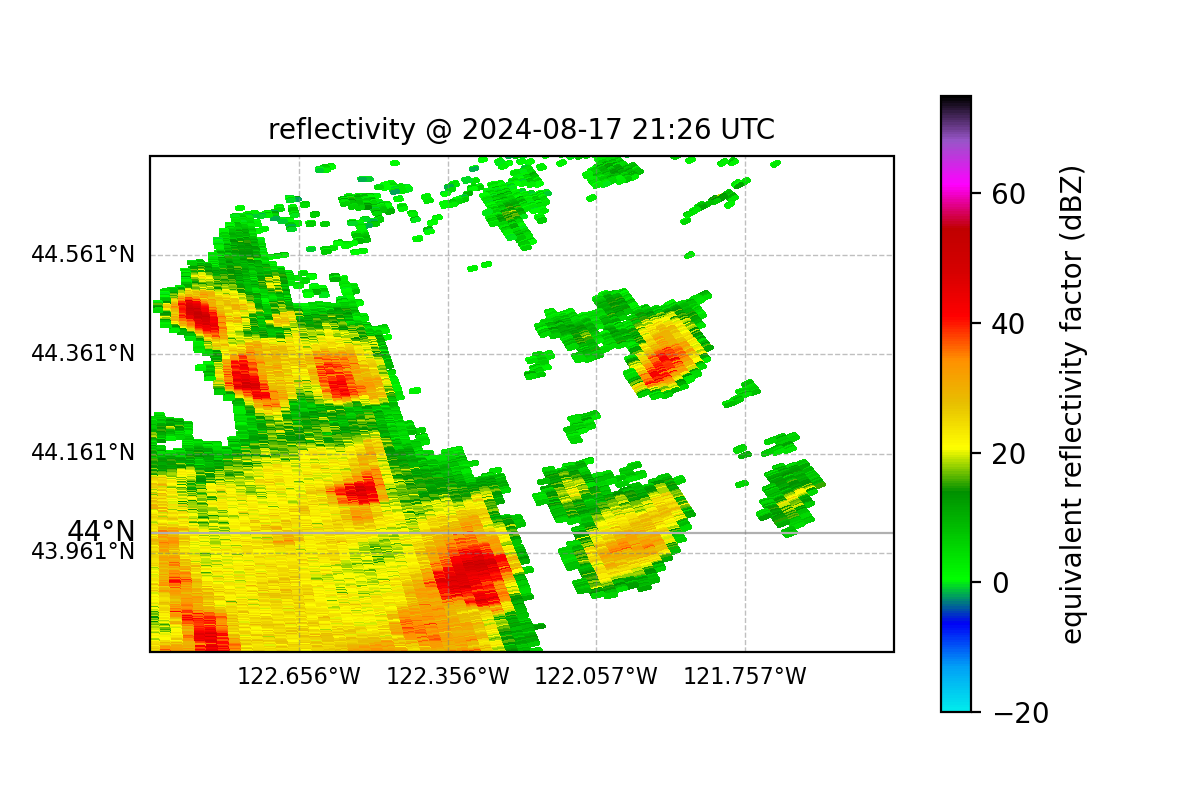 reflectivity @ 2024-08-17 21:26 UTC
44.561°N
44.361°N
44.161°N
44°N
43.961°N
122.656°W 122.356°W 122.057°W 121.757°W
60
40
20
0
−20
equivalent reflectivity factor (dBZ)